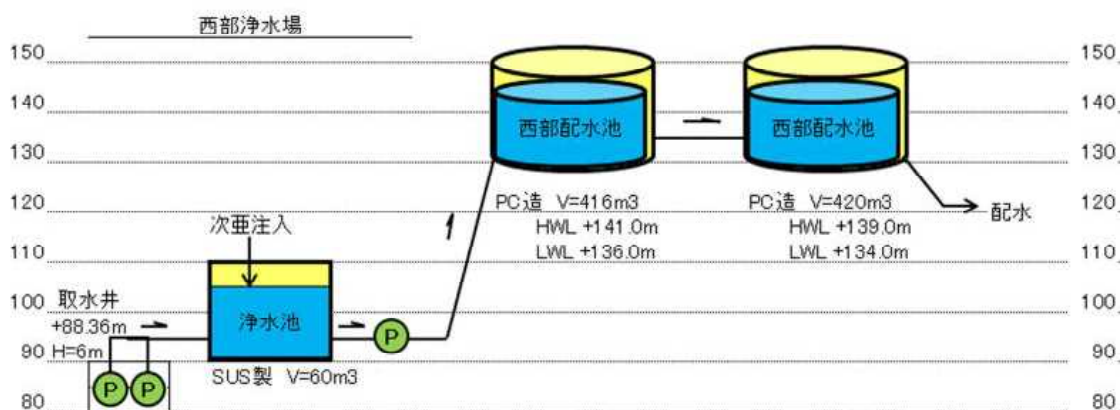 西部浄水場
150
150
140
140
西部配水池
西部配水池
130
130
PC造 V=416m3
PC造 V=420m3
120
120
次亜注入
HWL +141.0m
HWL +139.0m
配水
LWL +136.0m
LWL +134.0m
110
110
取水井
100
100
+88.36m
浄水池
P
H=6m
90
90
SUS製 V=60m3
P
P
80
80